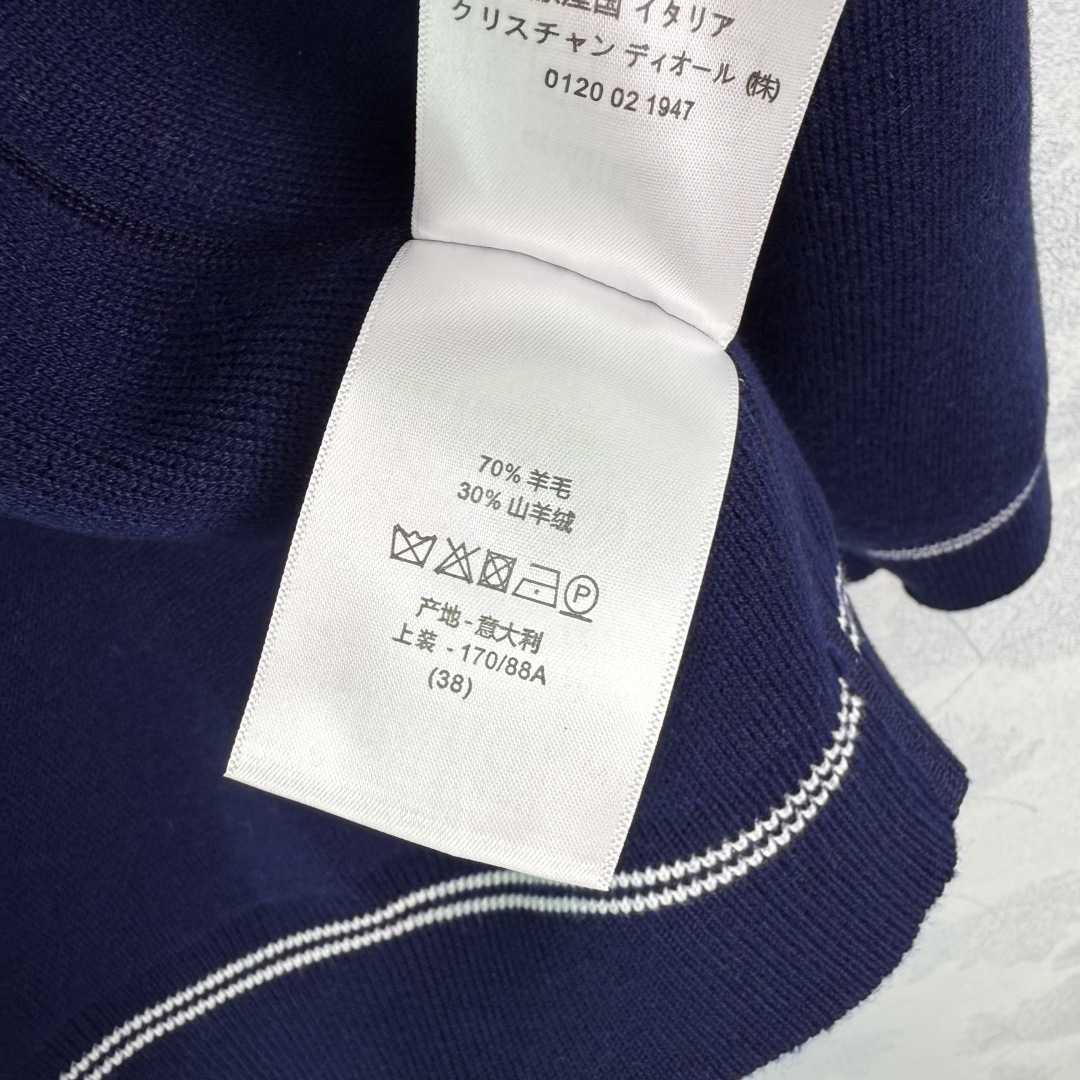 原産国 イタリア
クリスチャン ディオール (株)
0120 02 1947
70% 羊毛
30% 山羊绒
P
产地 - 意大利
上装 - 170/88A
(38)